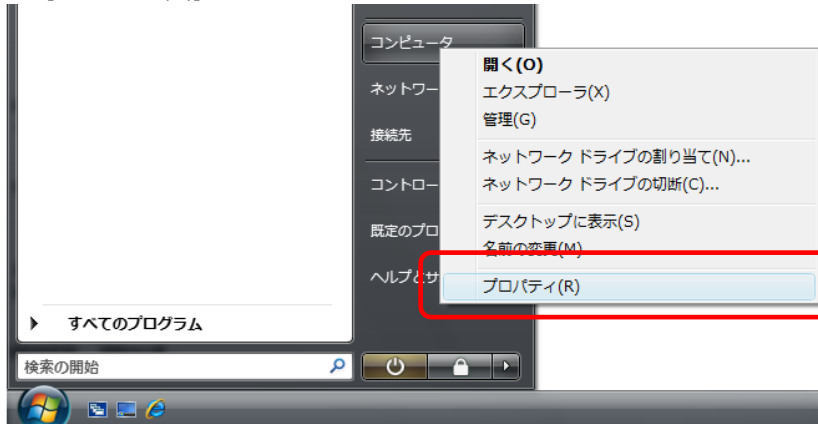 コンピュータ
ネットワー
接続先
コントロー
既定のプロ
ヘルプとサ
開く(O)
エクスプローラ(X)
管理(G)
ネットワーク ドライブの割り当て(N)...
ネットワーク ドライブの切断(C)...
デスクトップに表示(S)
名前の変更(M)
プロパティ(R)
すべてのプログラム
検索の開始